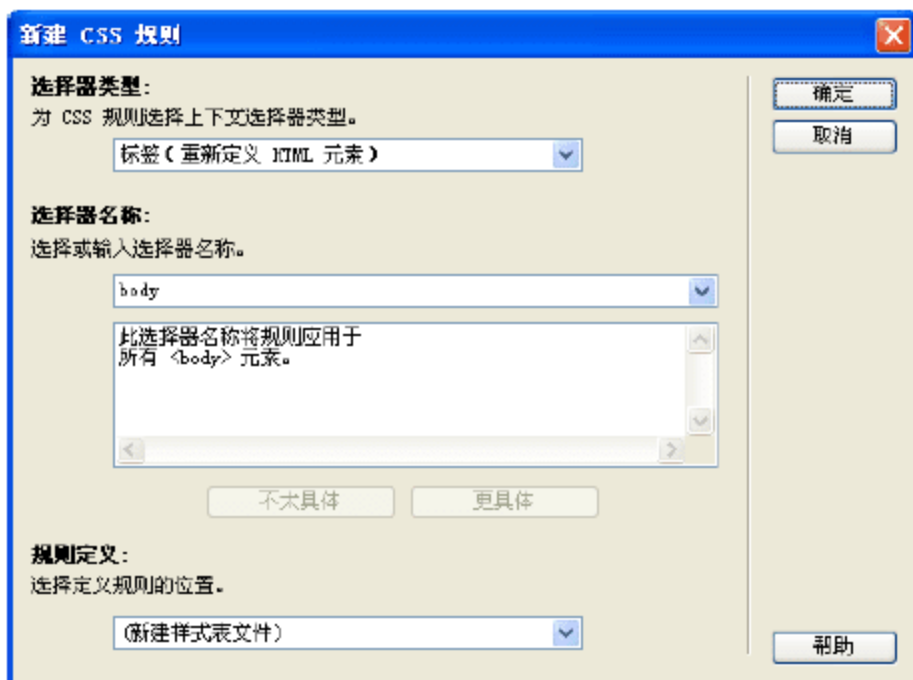 新建 CSS 规则
选择器类型:
为 CSS 规则选择上下文选择器类型。
标签(重新定义 HTML 元素)
确定
取消
选择器名称:
选择或输入选择器名称。
body
此选择器名称将规则应用于
所有 <body> 元素。
不太具体
更具体
规则定义:
选择定义规则的位置。
(新建样式表文件)
帮助